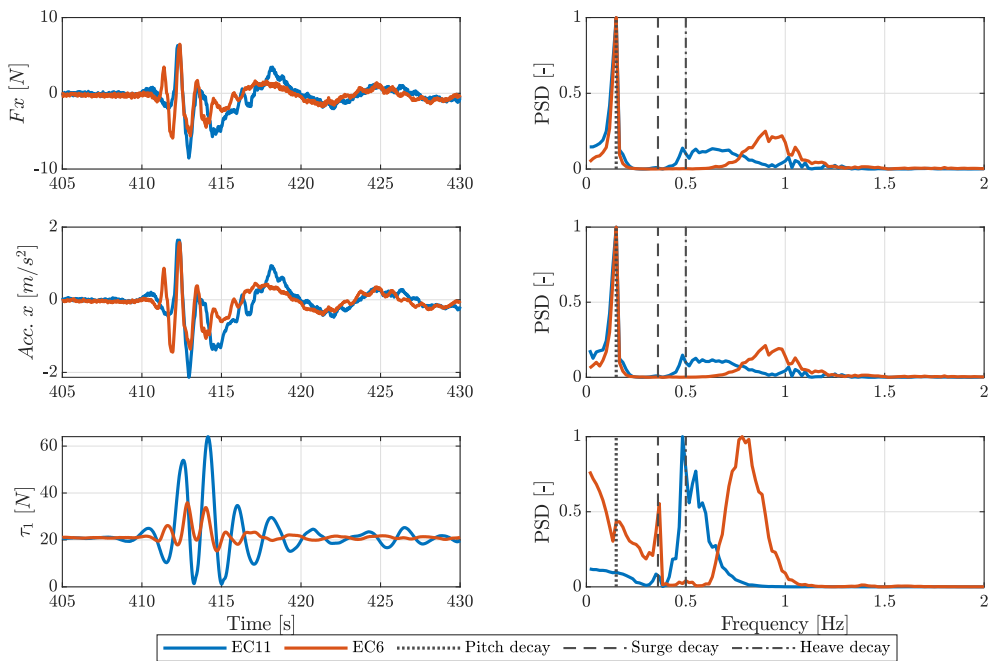 10
0
-10
Fx [N]
405 410 415 420 425 430
1
0.5
0
PSD [-]
0 0.5 1 1.5 2
2
0
-2
Acc. x [m/s²]
405 410 415 420 425 430
1
0.5
0
PSD [-]
0 0.5 1 1.5 2
60
40
20
0
τ₁ [N]
405 410 415 420 425 430
Time [s]
1
0.5
0
PSD [-]
0 0.5 1 1.5 2
Frequency [Hz]
EC11 EC6 Pitch decay Surge decay Heave decay